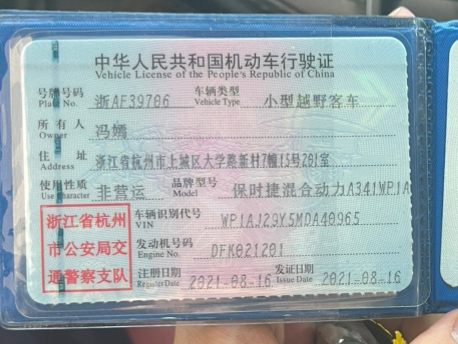 中华人民共和国机动车行驶证
Vehicle License of the People's Republic of China
号牌号码 浙AF39706 车辆类型 小型越野客车
Plate No. Vehicle Type
所有人 冯嫣
Owner
住址 浙江省杭州市上城区大学路新村7幢15号201室
Address
使用性质 非营运 品牌型号 保时捷混合动力A341WP1A
Use Character Model
浙江省杭州市公安局交通警察支队
车辆识别代号 WP1AJ29Y5MDA40965
VIN
发动机号码 DFK021201
Engine No.
注册日期 2021-08-16 发证日期 2021-08-16
Register Date Issue Date